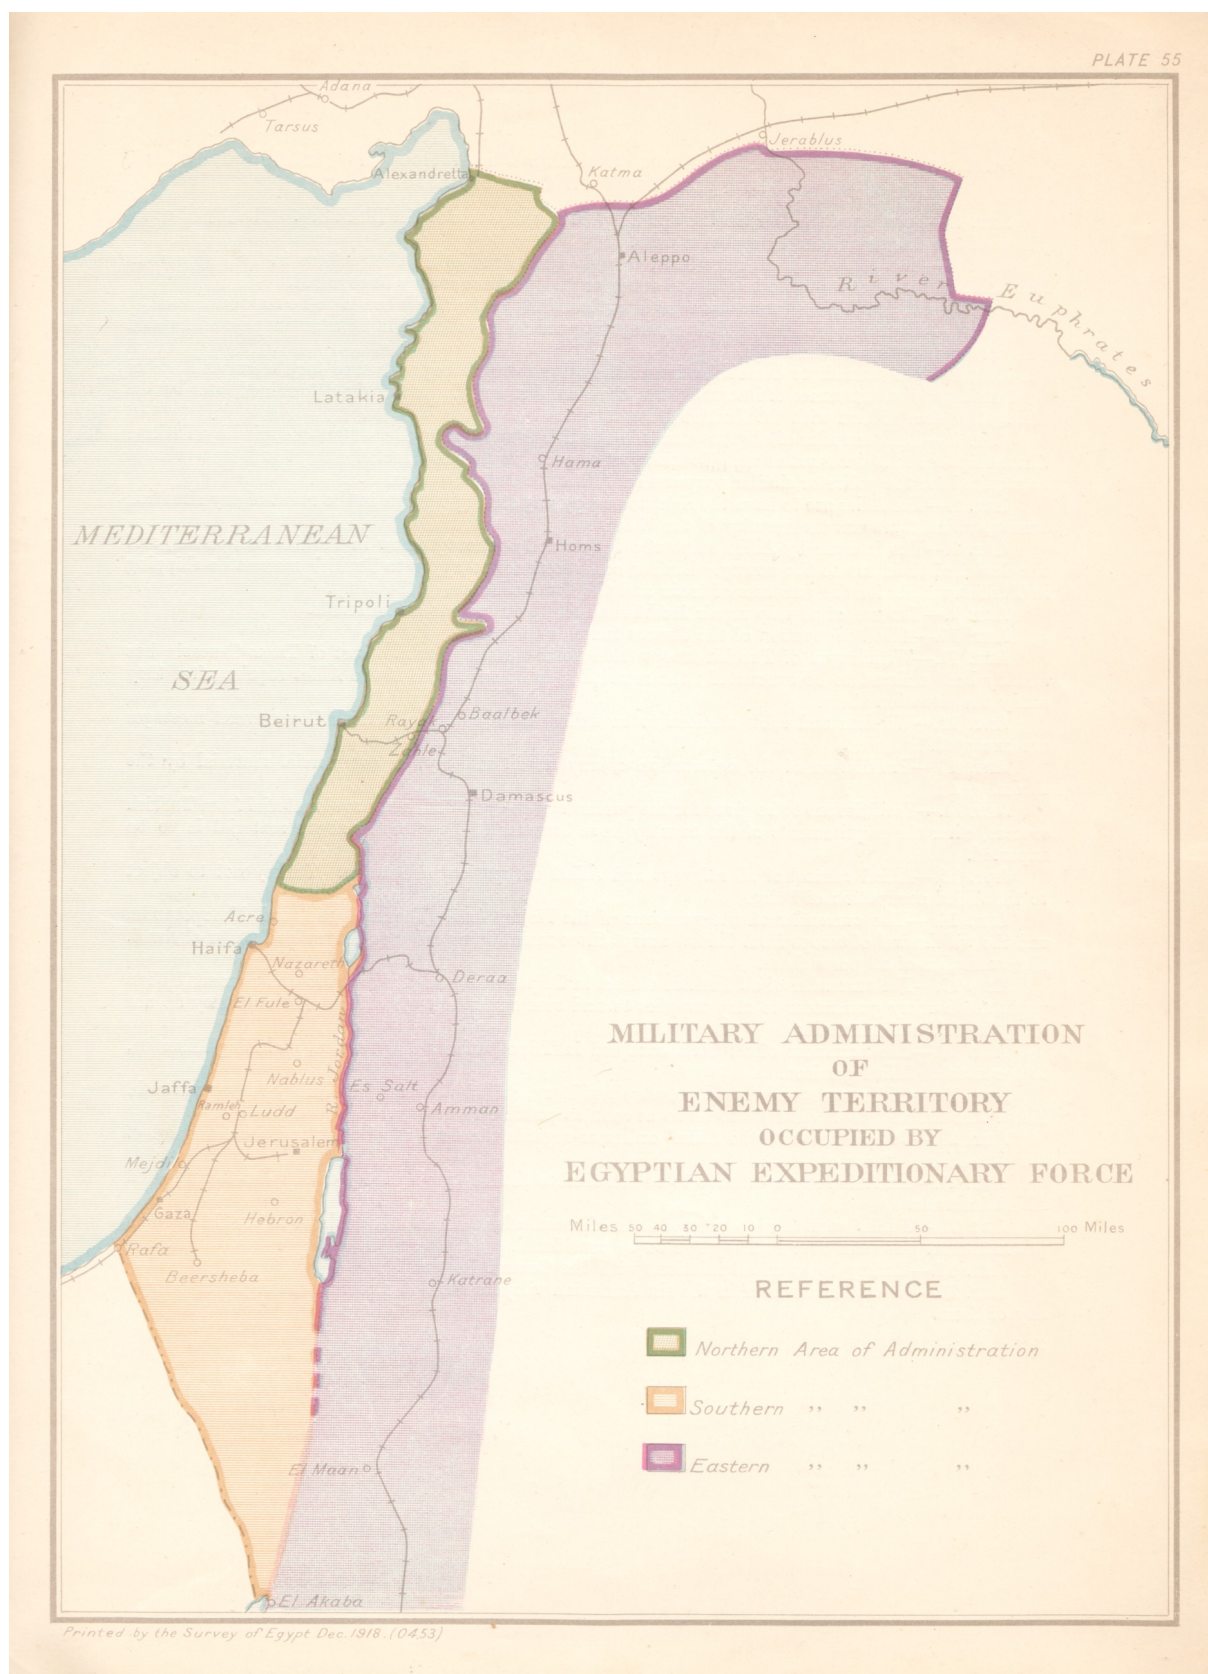 PLATE 55
Adana
Tarsus
Jerablus
Alexandretta
Katma
Aleppo
River Euphrates
Latakia
Hama
MEDITERRANEAN
Homs
Tripoli
SEA
Beirut
Rayak
Baalbek
Zahle
Damascus
Acre
Haifa
Nazareth
Deraa
El Fule
R. Jordan
Nablus
Es Salt
Jaffa
Ramleh
Ludd
Amman
Jerusalem
Mejdil
Gaza
Hebron
Rafa
Beersheba
Katrane
El Maan
El Akaba
MILITARY ADMINISTRATION
OF
ENEMY TERRITORY
OCCUPIED BY
EGYPTIAN EXPEDITIONARY FORCE
Miles 50 40 30 20 10 0 50 100 Miles
REFERENCE
Northern Area of Administration
Southern ,, ,, ,,
Eastern ,, ,, ,,
Printed by the Survey of Egypt Dec. 1918. (04,53)